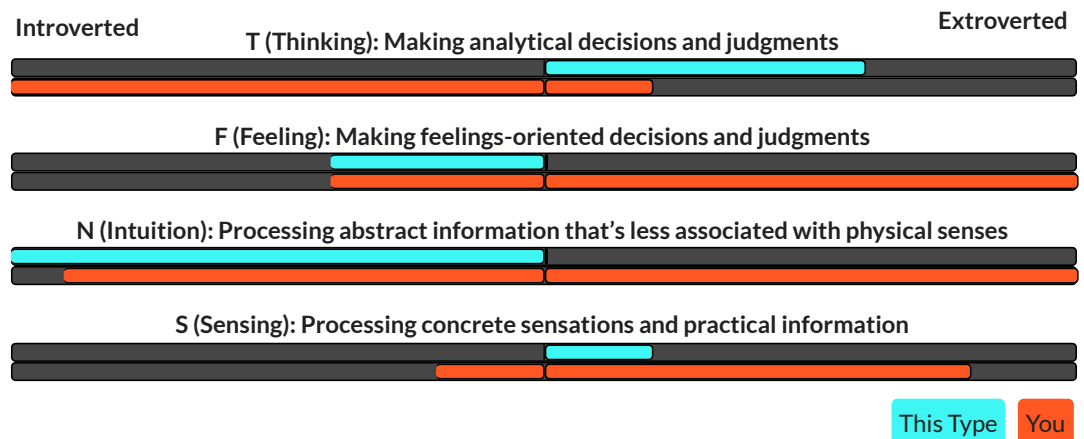 Introverted
Extroverted
T (Thinking): Making analytical decisions and judgments
F (Feeling): Making feelings-oriented decisions and judgments
N (Intuition): Processing abstract information that’s less associated with physical senses
S (Sensing): Processing concrete sensations and practical information
This Type
You